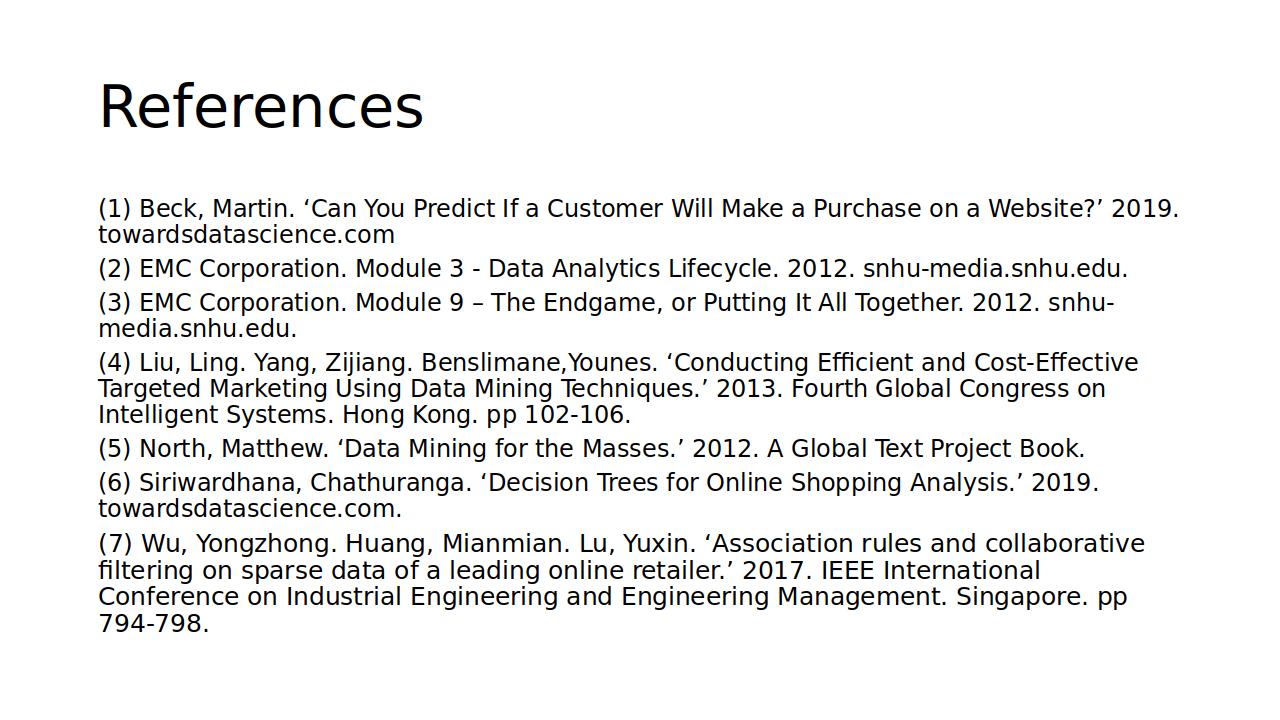 References
(1) Beck, Martin. ‘Can You Predict If a Customer Will Make a Purchase on a Website?’ 2019.
towardsdatascience.com
(2) EMC Corporation. Module 3 - Data Analytics Lifecycle. 2012. snhu-media.snhu.edu.
(3) EMC Corporation. Module 9 – The Endgame, or Putting It All Together. 2012. snhu-
media.snhu.edu.
(4) Liu, Ling. Yang, Zijiang. Benslimane,Younes. ‘Conducting Efficient and Cost-Effective
Targeted Marketing Using Data Mining Techniques.’ 2013. Fourth Global Congress on
Intelligent Systems. Hong Kong. pp 102-106.
(5) North, Matthew. ‘Data Mining for the Masses.’ 2012. A Global Text Project Book.
(6) Siriwardhana, Chathuranga. ‘Decision Trees for Online Shopping Analysis.’ 2019.
towardsdatascience.com.
(7) Wu, Yongzhong. Huang, Mianmian. Lu, Yuxin. ‘Association rules and collaborative
filtering on sparse data of a leading online retailer.’ 2017. IEEE International
Conference on Industrial Engineering and Engineering Management. Singapore. pp
794-798.